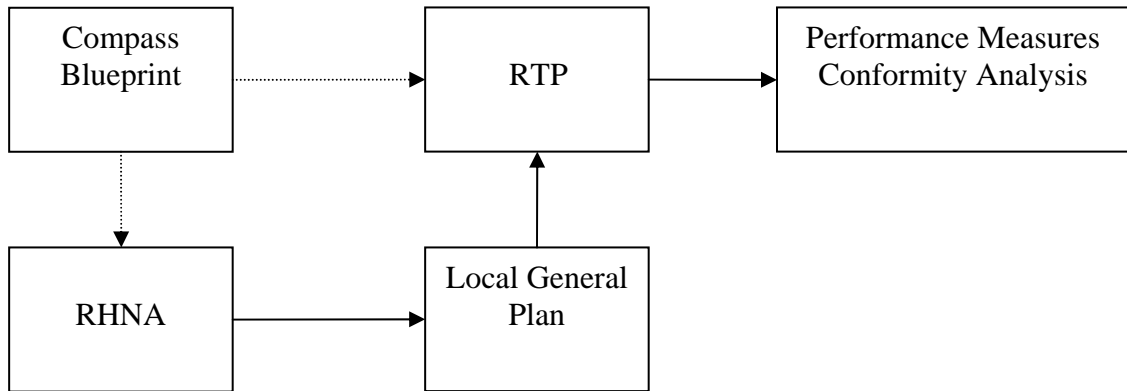 Compass
Blueprint
RTP
Performance Measures
Conformity Analysis
RHNA
Local General
Plan